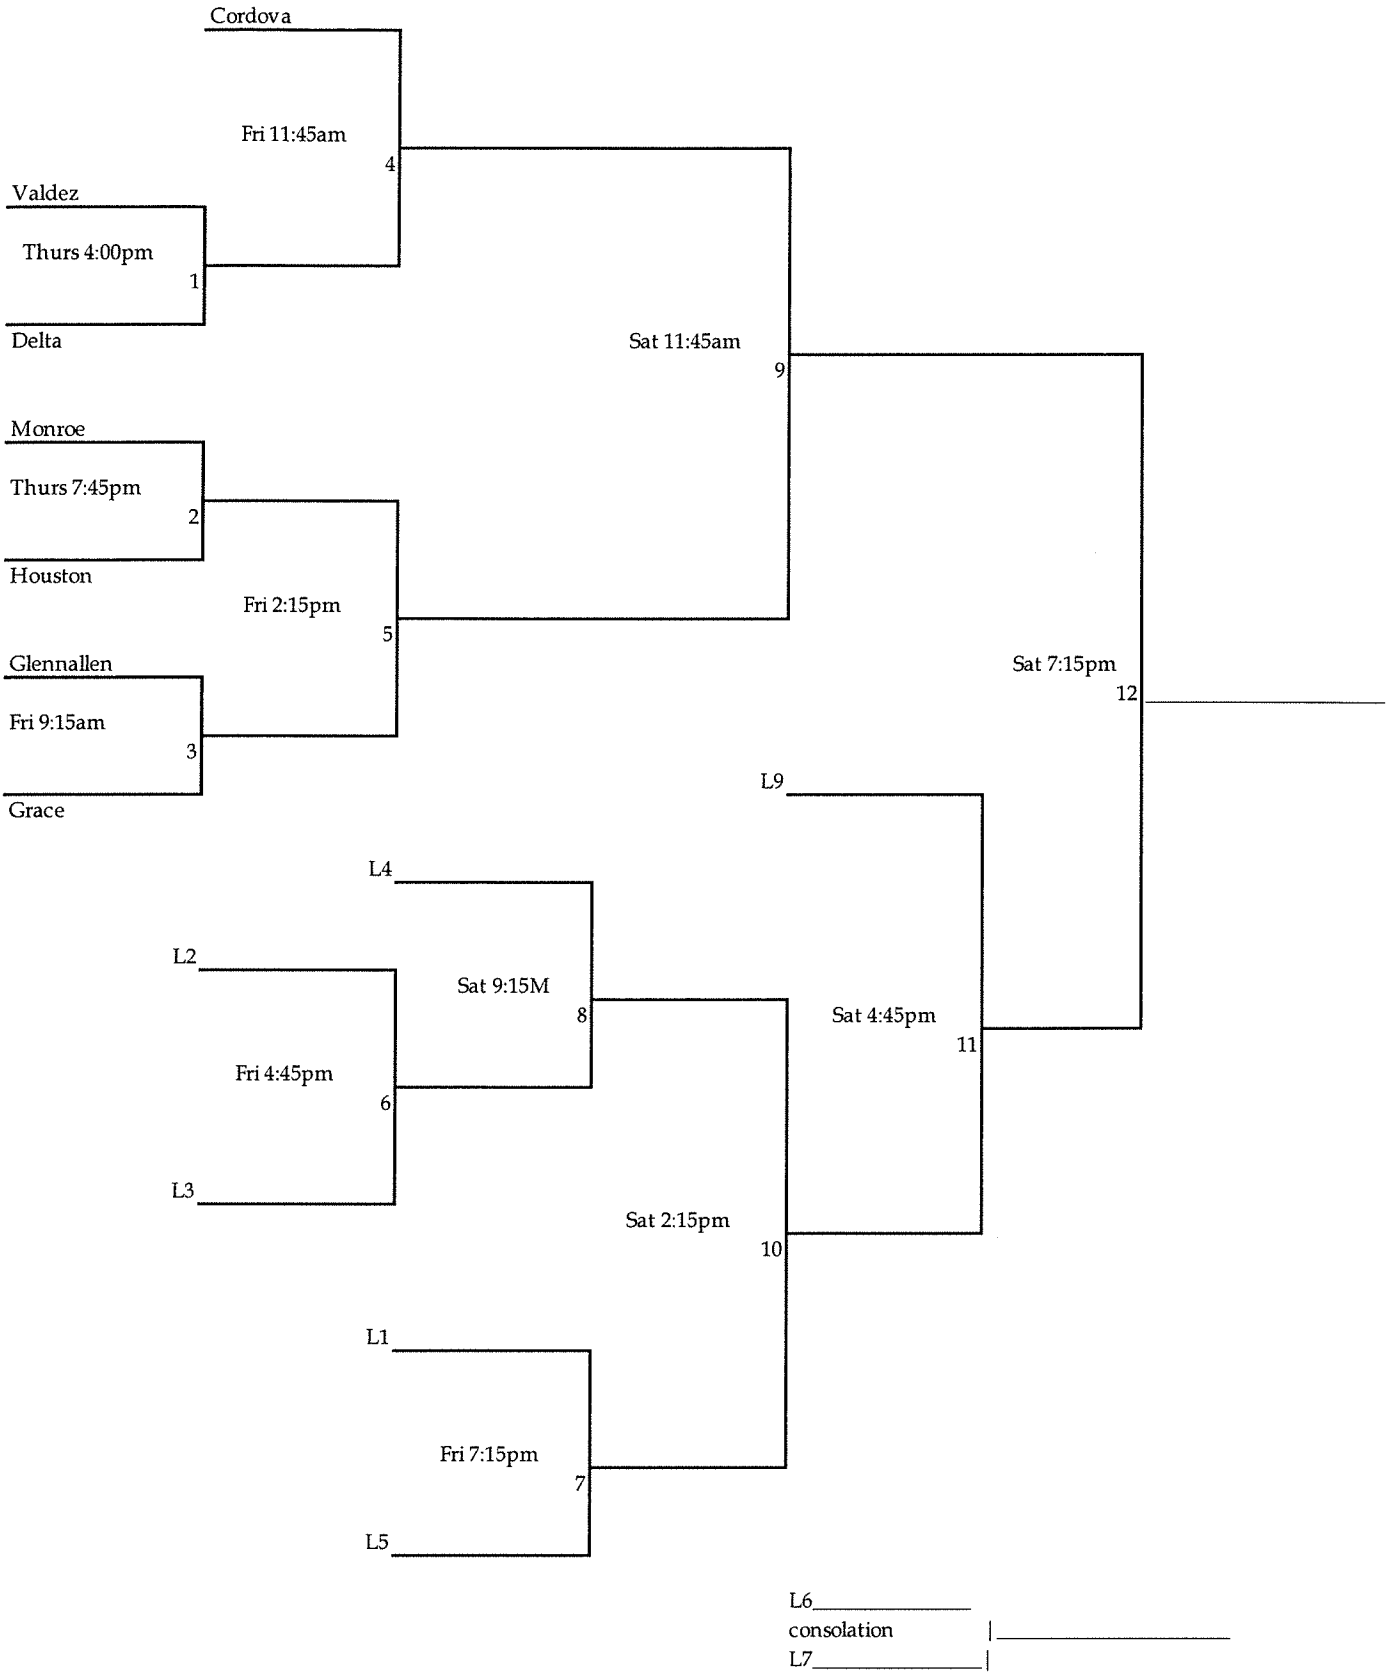 Cordova
Fri 11:45am
4
Valdez
Thurs 4:00pm
1
Delta
Sat 11:45am
9
Monroe
Thurs 7:45pm
2
Houston
Fri 2:15pm
5
Glennallen
Fri 9:15am
3
Grace
Sat 7:15pm
12
L9
L4
L2
Sat 9:15M
8
Sat 4:45pm
11
Fri 4:45pm
6
L3
Sat 2:15pm
10
L1
Fri 7:15pm
7
L5
L6
consolation
L7